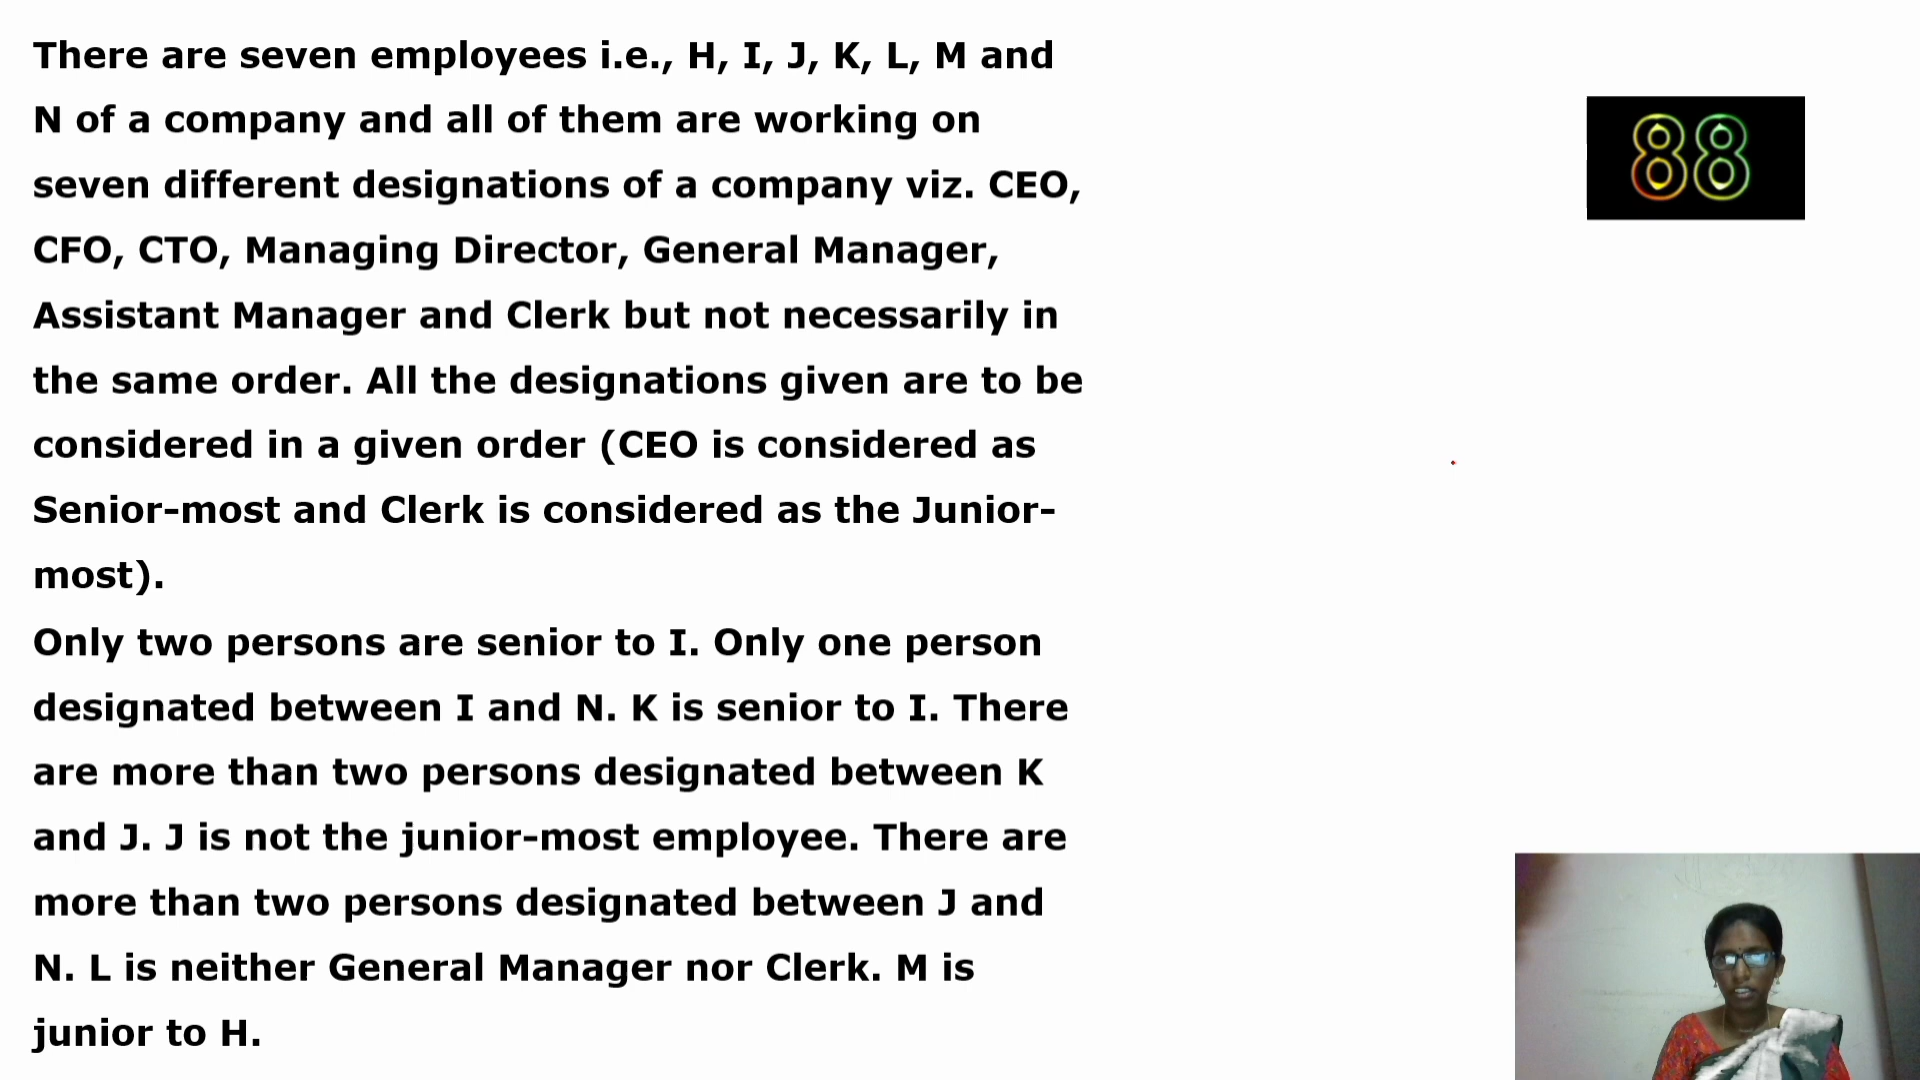 There are seven employees i.e., H, I, J, K, L, M and
N of a company and all of them are working on
seven different designations of a company viz. CEO,
CFO, CTO, Managing Director, General Manager,
Assistant Manager and Clerk but not necessarily in
the same order. All the designations given are to be
considered in a given order (CEO is considered as
Senior-most and Clerk is considered as the Junior-
most).
Only two persons are senior to I. Only one person
designated between I and N. K is senior to I. There
are more than two persons designated between K
and J. J is not the junior-most employee. There are
more than two persons designated between J and
N. L is neither General Manager nor Clerk. M is
junior to H.
88